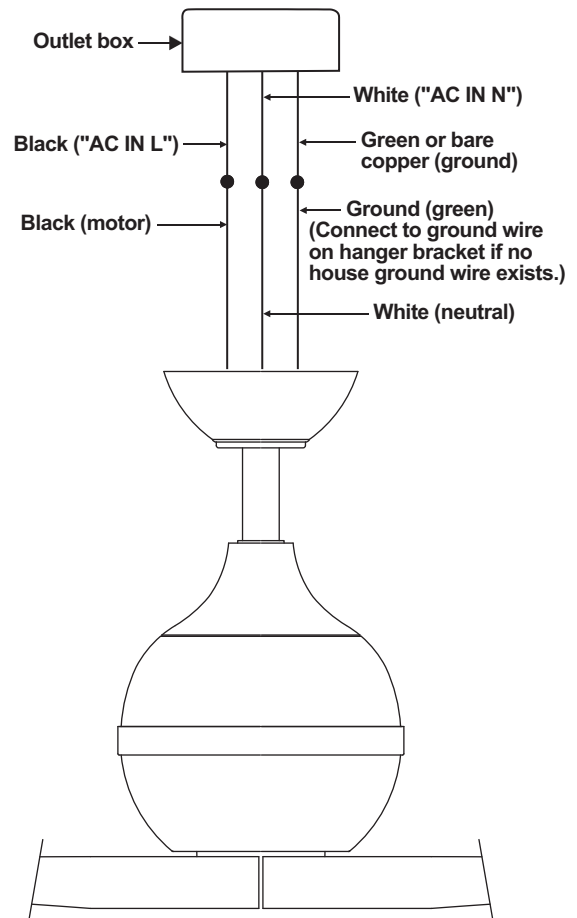 Outlet box
White ("AC IN N")
Black ("AC IN L")
Green or bare
copper (ground)
Black (motor)
Ground (green)
(Connect to ground wire
on hanger bracket if no
house ground wire exists.)
White (neutral)